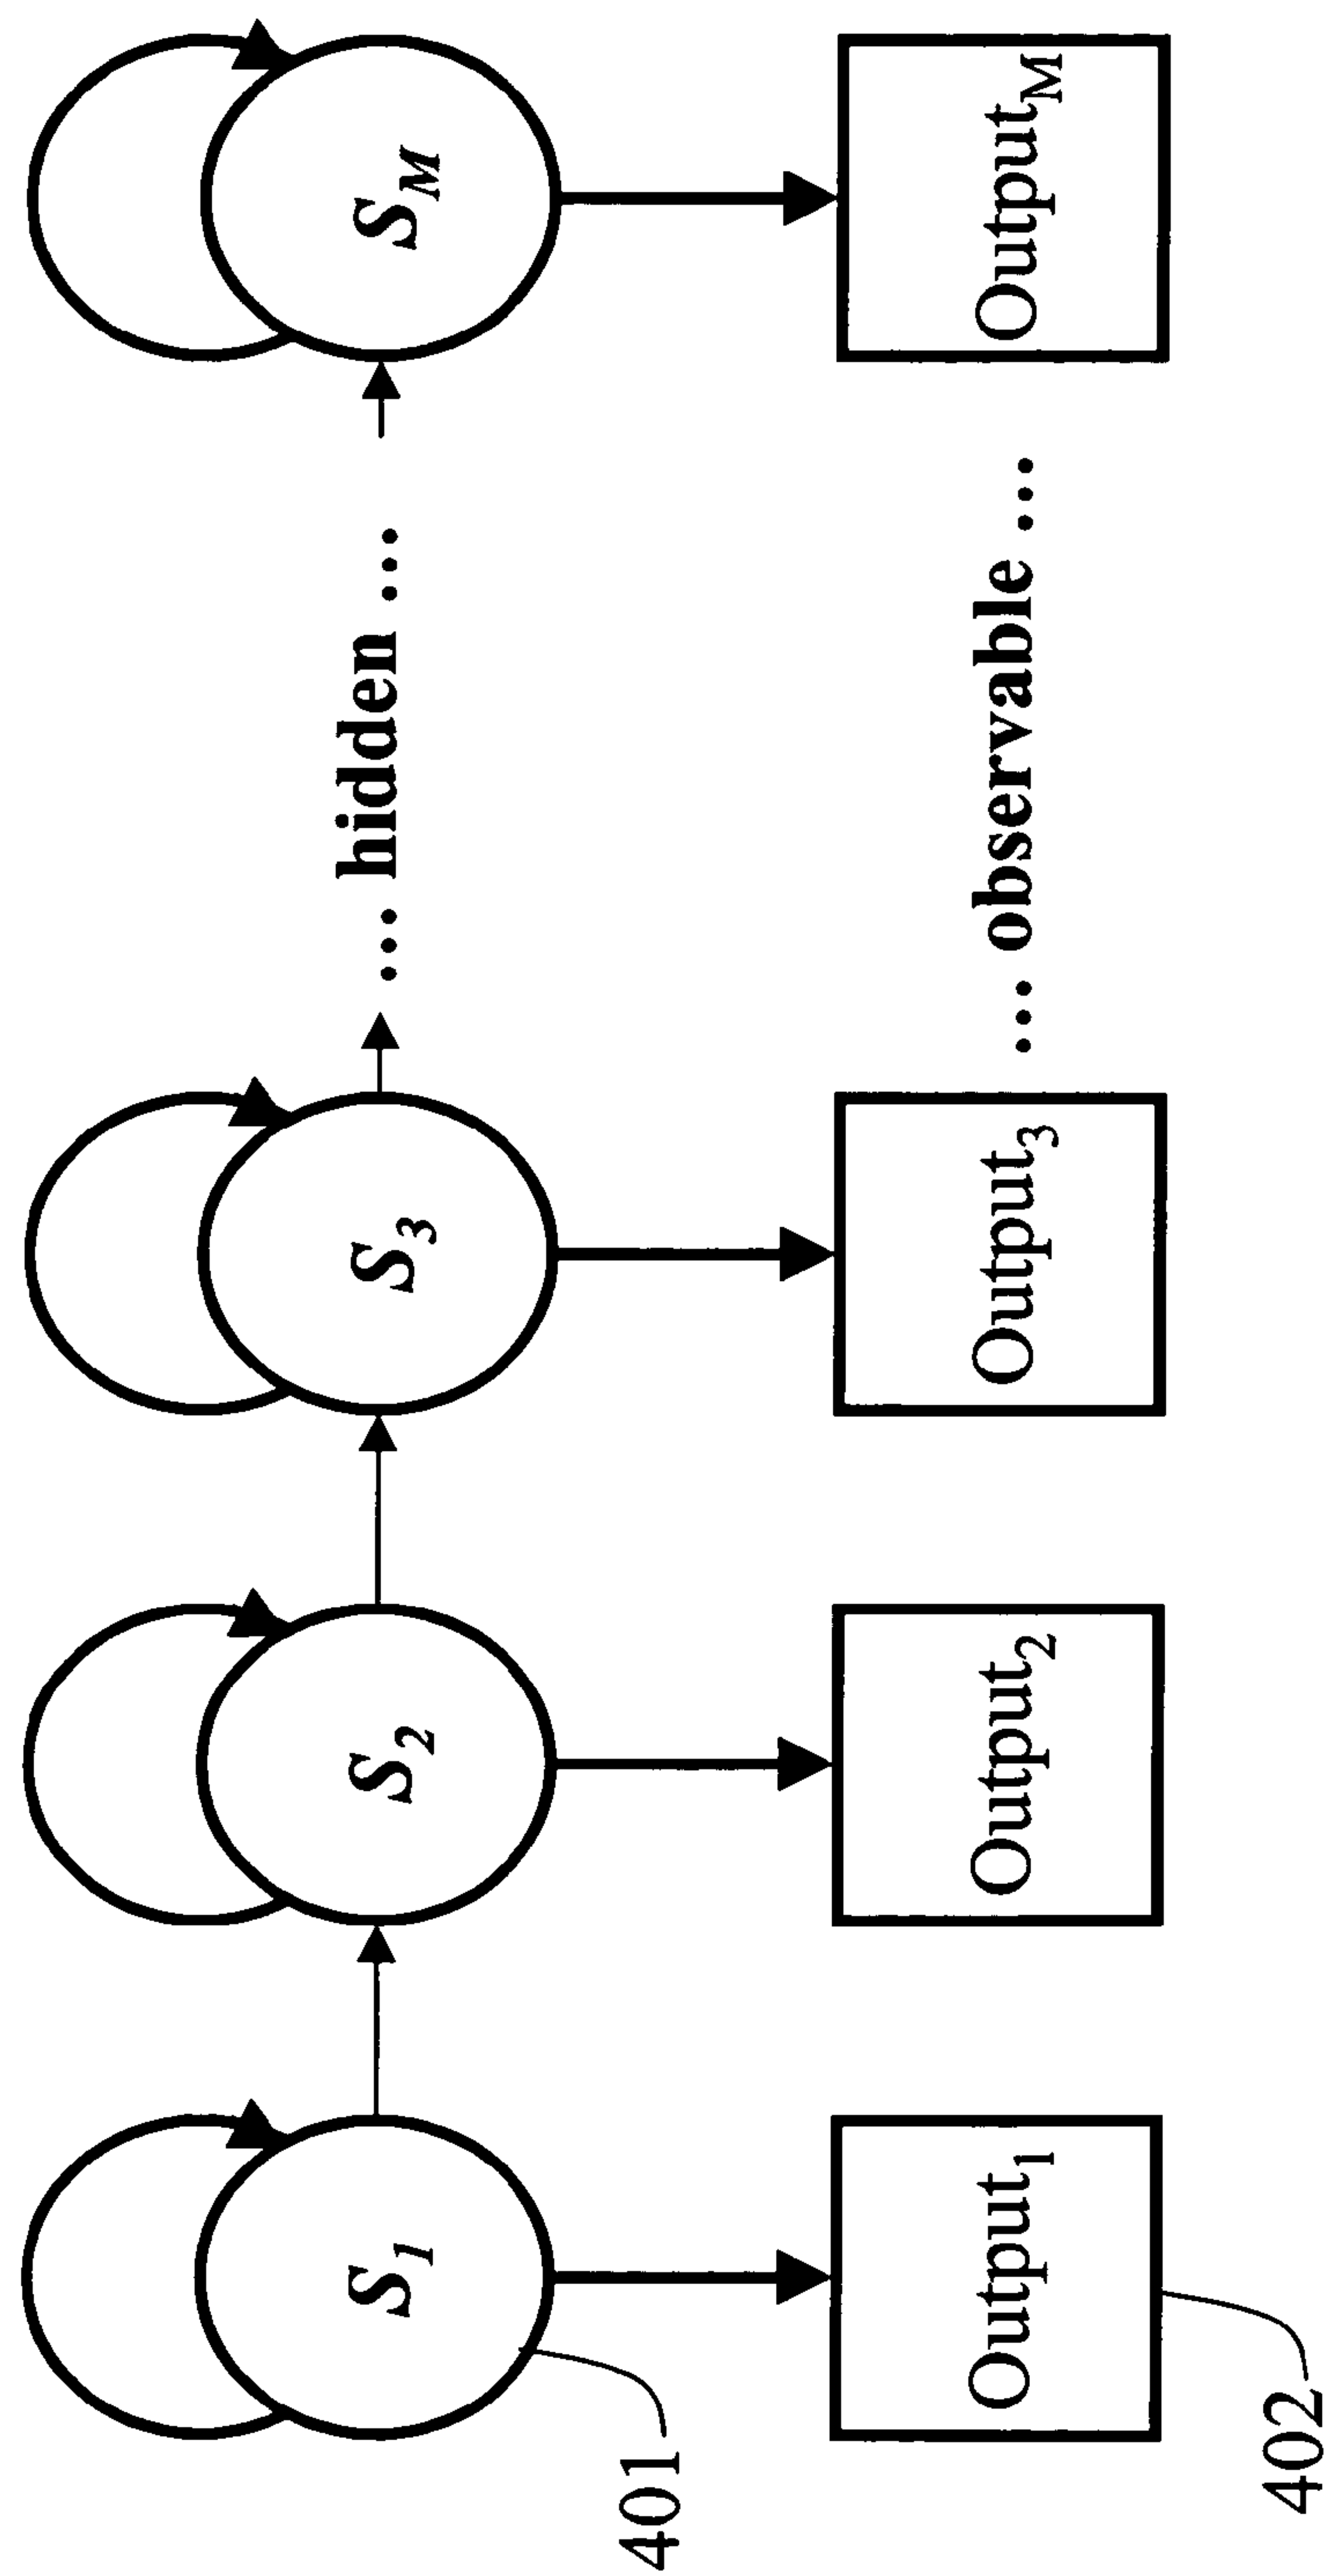 S1
S2
S3
... hidden ...
SM
401
Output1
Output2
Output3
... observable ...
OutputM
402